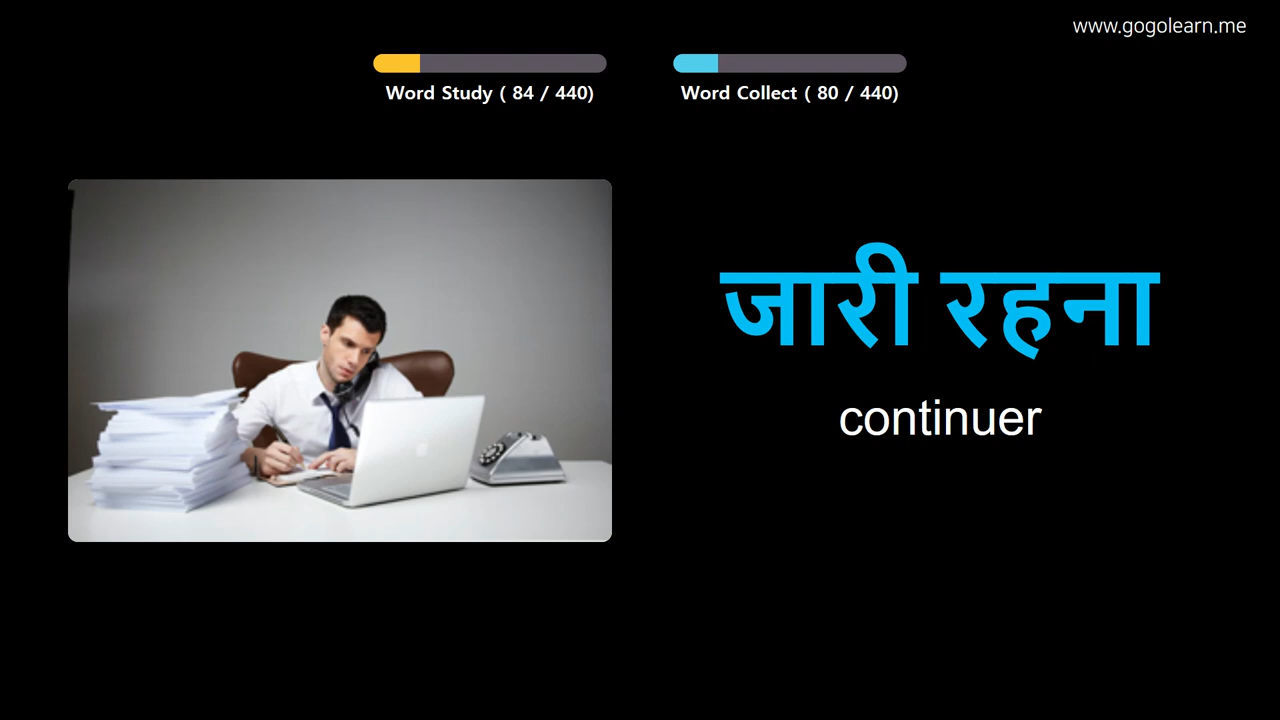 www.gogolearn.me
Word Study ( 84 / 440)
Word Collect ( 80 / 440)
जारी रहना
continuer